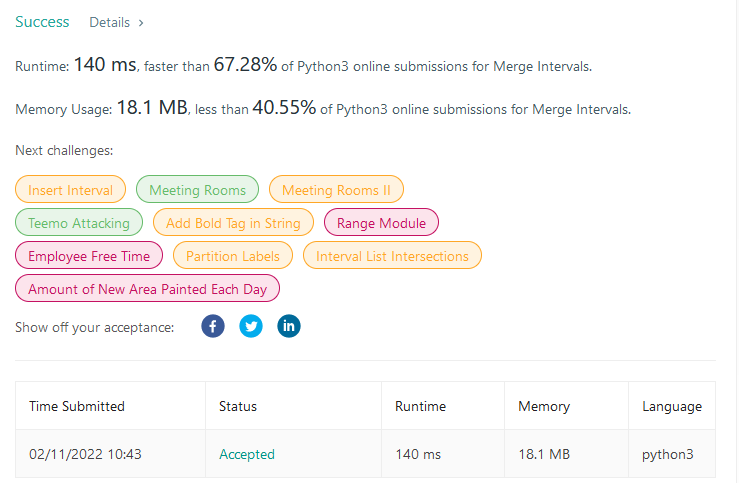 Success Details ›
Runtime: 140 ms, faster than 67.28% of Python3 online submissions for Merge Intervals.
Memory Usage: 18.1 MB, less than 40.55% of Python3 online submissions for Merge Intervals.
Next challenges:
Insert Interval Meeting Rooms Meeting Rooms II
Teemo Attacking Add Bold Tag in String Range Module
Employee Free Time Partition Labels Interval List Intersections
Amount of New Area Painted Each Day
Show off your acceptance: f in
Time Submitted Status Runtime Memory Language
02/11/2022 10:43 Accepted 140 ms 18.1 MB python3